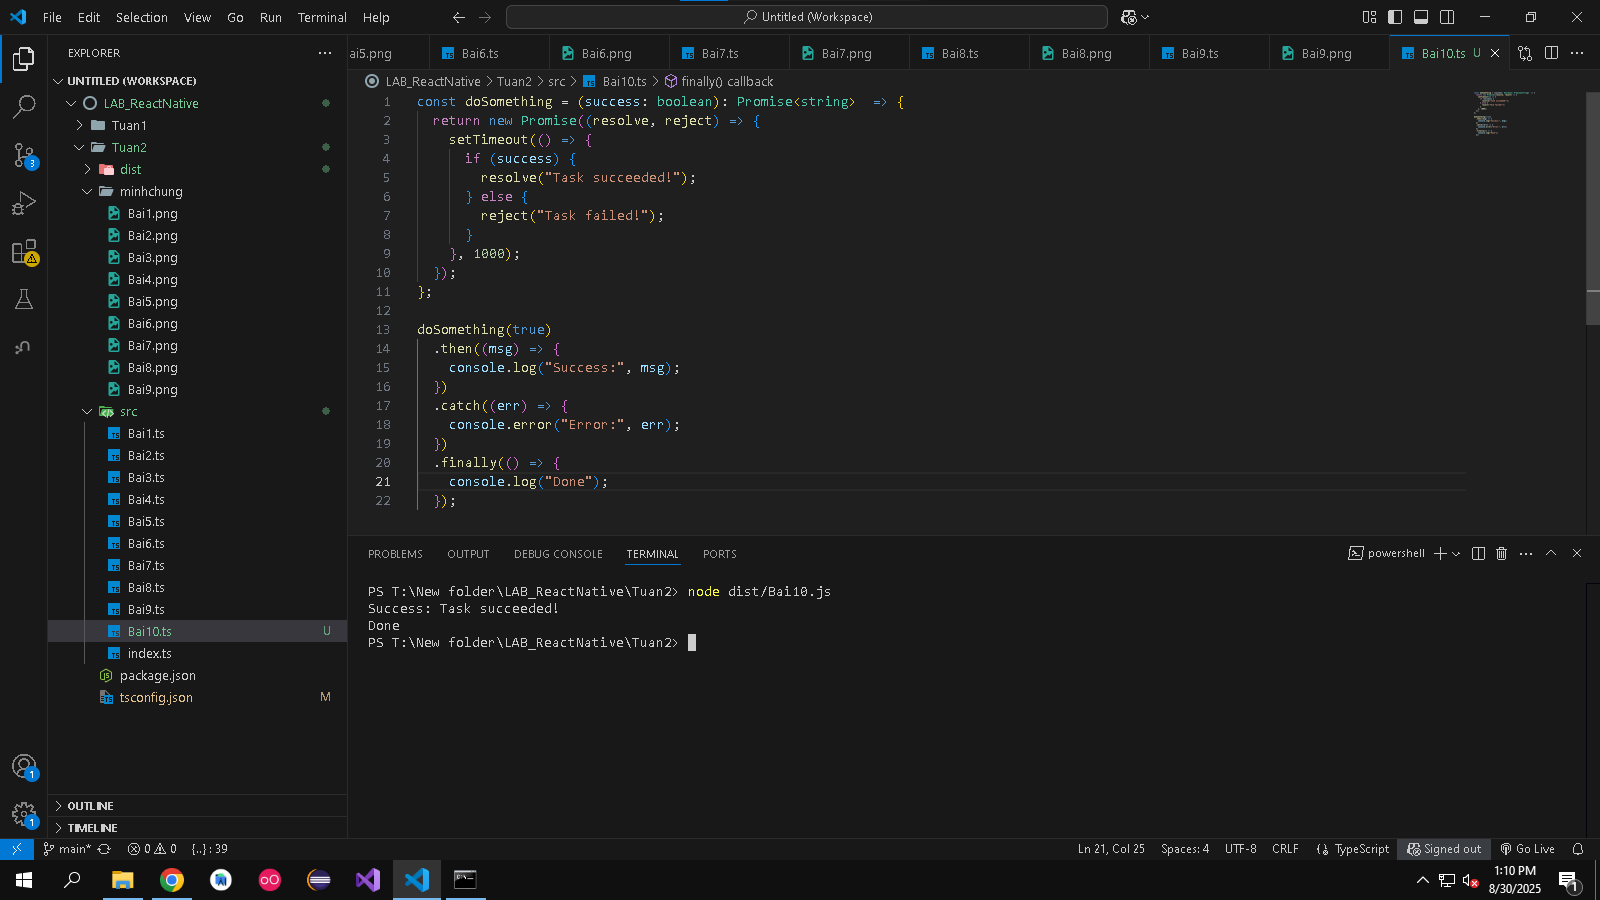 File Edit Selection View Go Run Terminal Help
Untitled (Workspace)
EXPLORER
UNTITLED (WORKSPACE)
LAB_ReactNative
Tuan1
Tuan2
dist
minhchung
Bai1.png
Bai2.png
Bai3.png
Bai4.png
Bai5.png
Bai6.png
Bai7.png
Bai8.png
Bai9.png
src
Bai1.ts
Bai2.ts
Bai3.ts
Bai4.ts
Bai5.ts
Bai6.ts
Bai7.ts
Bai8.ts
Bai9.ts
Bai10.ts U
index.ts
package.json
tsconfig.json M
OUTLINE
TIMELINE
3
1
1
ai5.png Bai6.ts Bai6.png Bai7.ts Bai7.png Bai8.ts Bai8.png Bai9.ts Bai9.png Bai10.ts U
LAB_ReactNative > Tuan2 > src > Bai10.ts > finally() callback
1 const doSomething = (success: boolean): Promise<string>  => {
2 return new Promise((resolve, reject) => {
3 setTimeout(() => {
4 if (success) {
5 resolve("Task succeeded!");
6 } else {
7 reject("Task failed!");
8 }
9 }, 1000);
10 });
11 };
12
13 doSomething(true)
14 .then((msg) => {
15 console.log("Success:", msg);
16 })
17 .catch((err) => {
18 console.error("Error:", err);
19 })
20 .finally(() => {
21 console.log("Done");
22 });
PROBLEMS OUTPUT DEBUG CONSOLE TERMINAL PORTS
powershell
PS T:\New folder\LAB_ReactNative\Tuan2> node dist/Bai10.js
Success: Task succeeded!
Done
PS T:\New folder\LAB_ReactNative\Tuan2>
main* 0 0 {..} : 39
Ln 21, Col 25 Spaces: 4 UTF-8 CRLF TypeScript Signed out Go Live
1:10 PM
8/30/2025
1